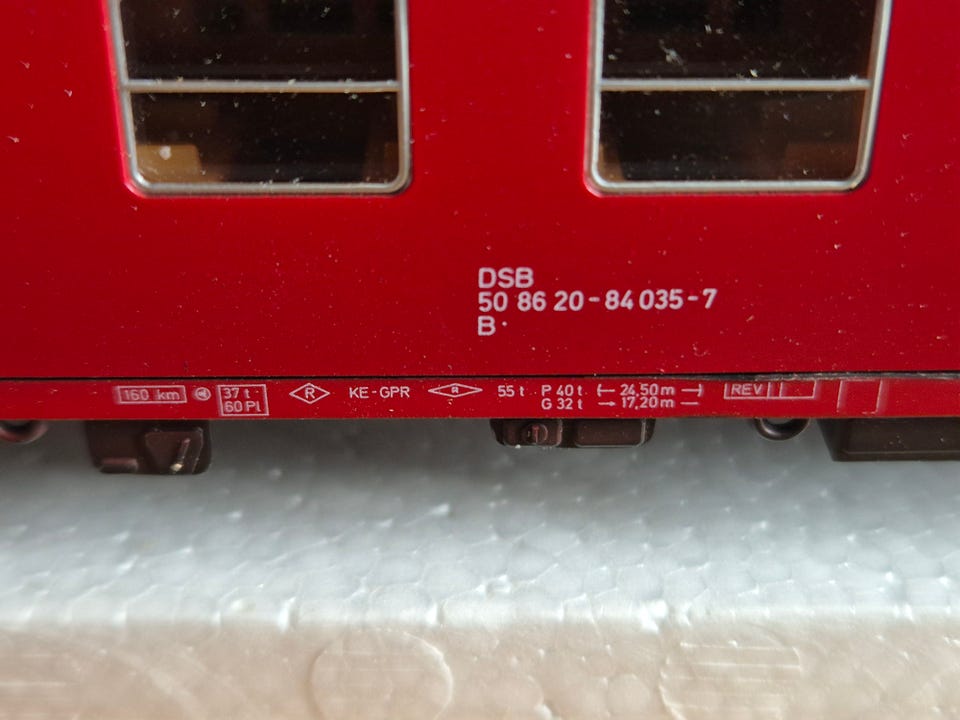 DSB
50 86 20-84 035-7
B
160 km
37 t
60 Pl
R
KE-GPR
R
55 t
P 40 t
G 32 t
24,50 m
17,20 m
REV